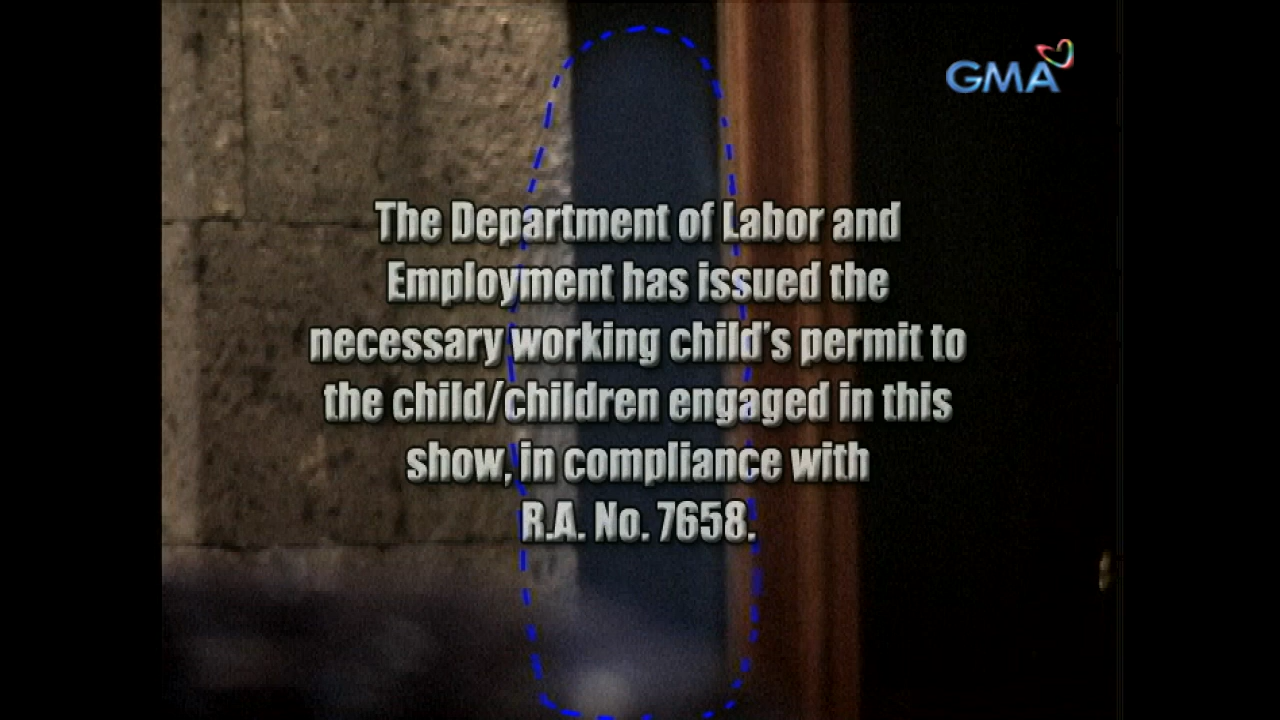 GMA
The Department of Labor and
Employment has issued the
necessary working child's permit to
the child/children engaged in this
show, in compliance with
R.A. No. 7658.